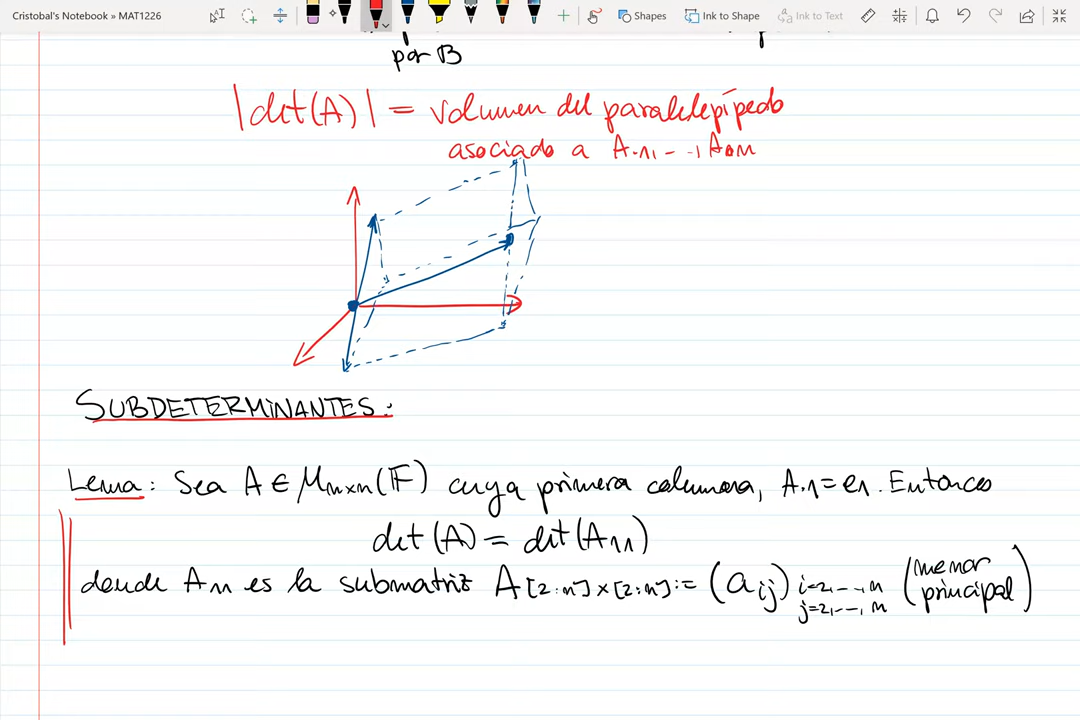 Cristobal's Notebook » MAT1226
Shapes
Ink to Shape
Ink to Text
por B
|det(A)| = volumen del paralelepípedo
asociado a A·1, --, A·n
SUBDETERMINANTES:
Lema: Sea A ∈ Mn×n(F) cuya primera columna, A·1 = e1. Entonces
det(A) = det(A11)
donde A11 es la submatriz A[2:n]×[2:n] := (aij) i=2,--,n j=2,--,n (menor principal)